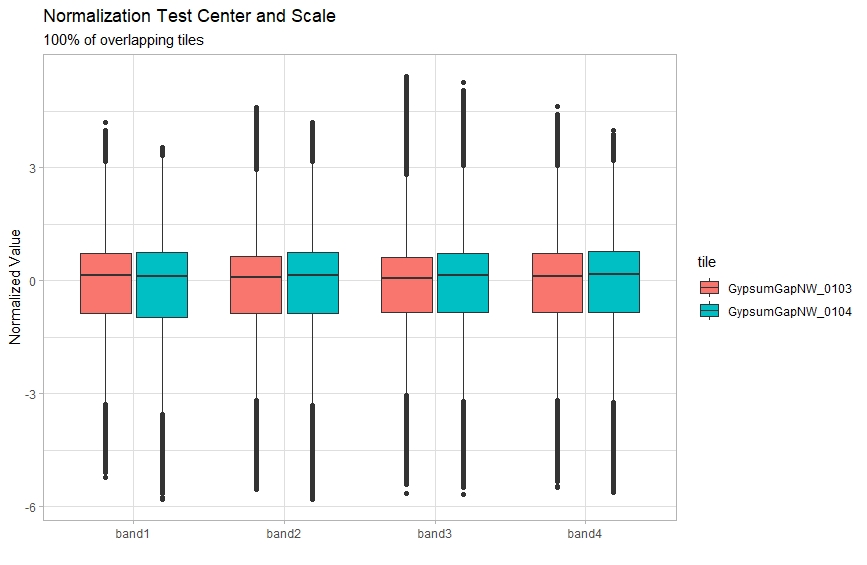 Normalization Test Center and Scale
100% of overlapping tiles
Normalized Value
3
0
-3
-6
band1
band2
band3
band4
tile
GypsumGapNW_0103
GypsumGapNW_0104